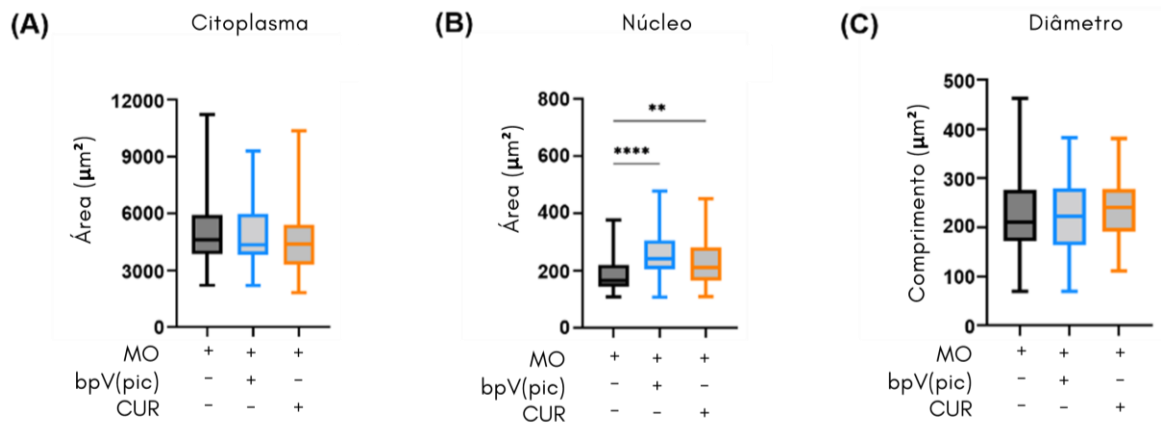 (A) Citoplasma
Área (μm²)
12000
9000
6000
3000
0
MO + + +
bpV(pic) - + -
CUR - - +
(B) Núcleo
Área (μm²)
800
600
400
200
0
**
****
MO + + +
bpV(pic) - + -
CUR - - +
(C) Diâmetro
Comprimento (μm²)
500
400
300
200
100
0
MO + + +
bpV(pic) - + -
CUR - - +